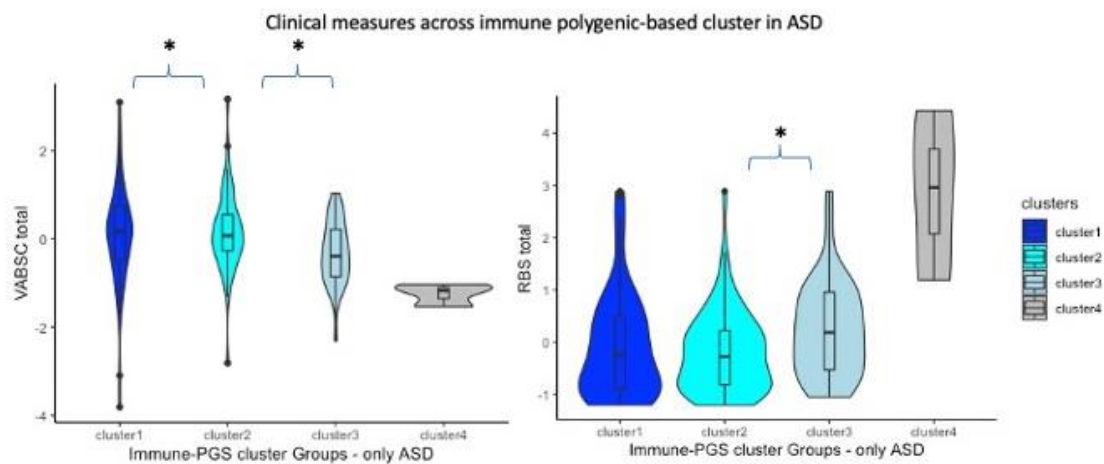 Clinical measures across immune polygenic-based cluster in ASD
* *
VABSC total
2
0
-2
-4
cluster1 cluster2 cluster3 cluster4
Immune-PGS cluster Groups - only ASD
*
RBS total
4
3
2
1
0
-1
cluster1 cluster2 cluster3 cluster4
Immune-PGS cluster Groups - only ASD
clusters
cluster1
cluster2
cluster3
cluster4